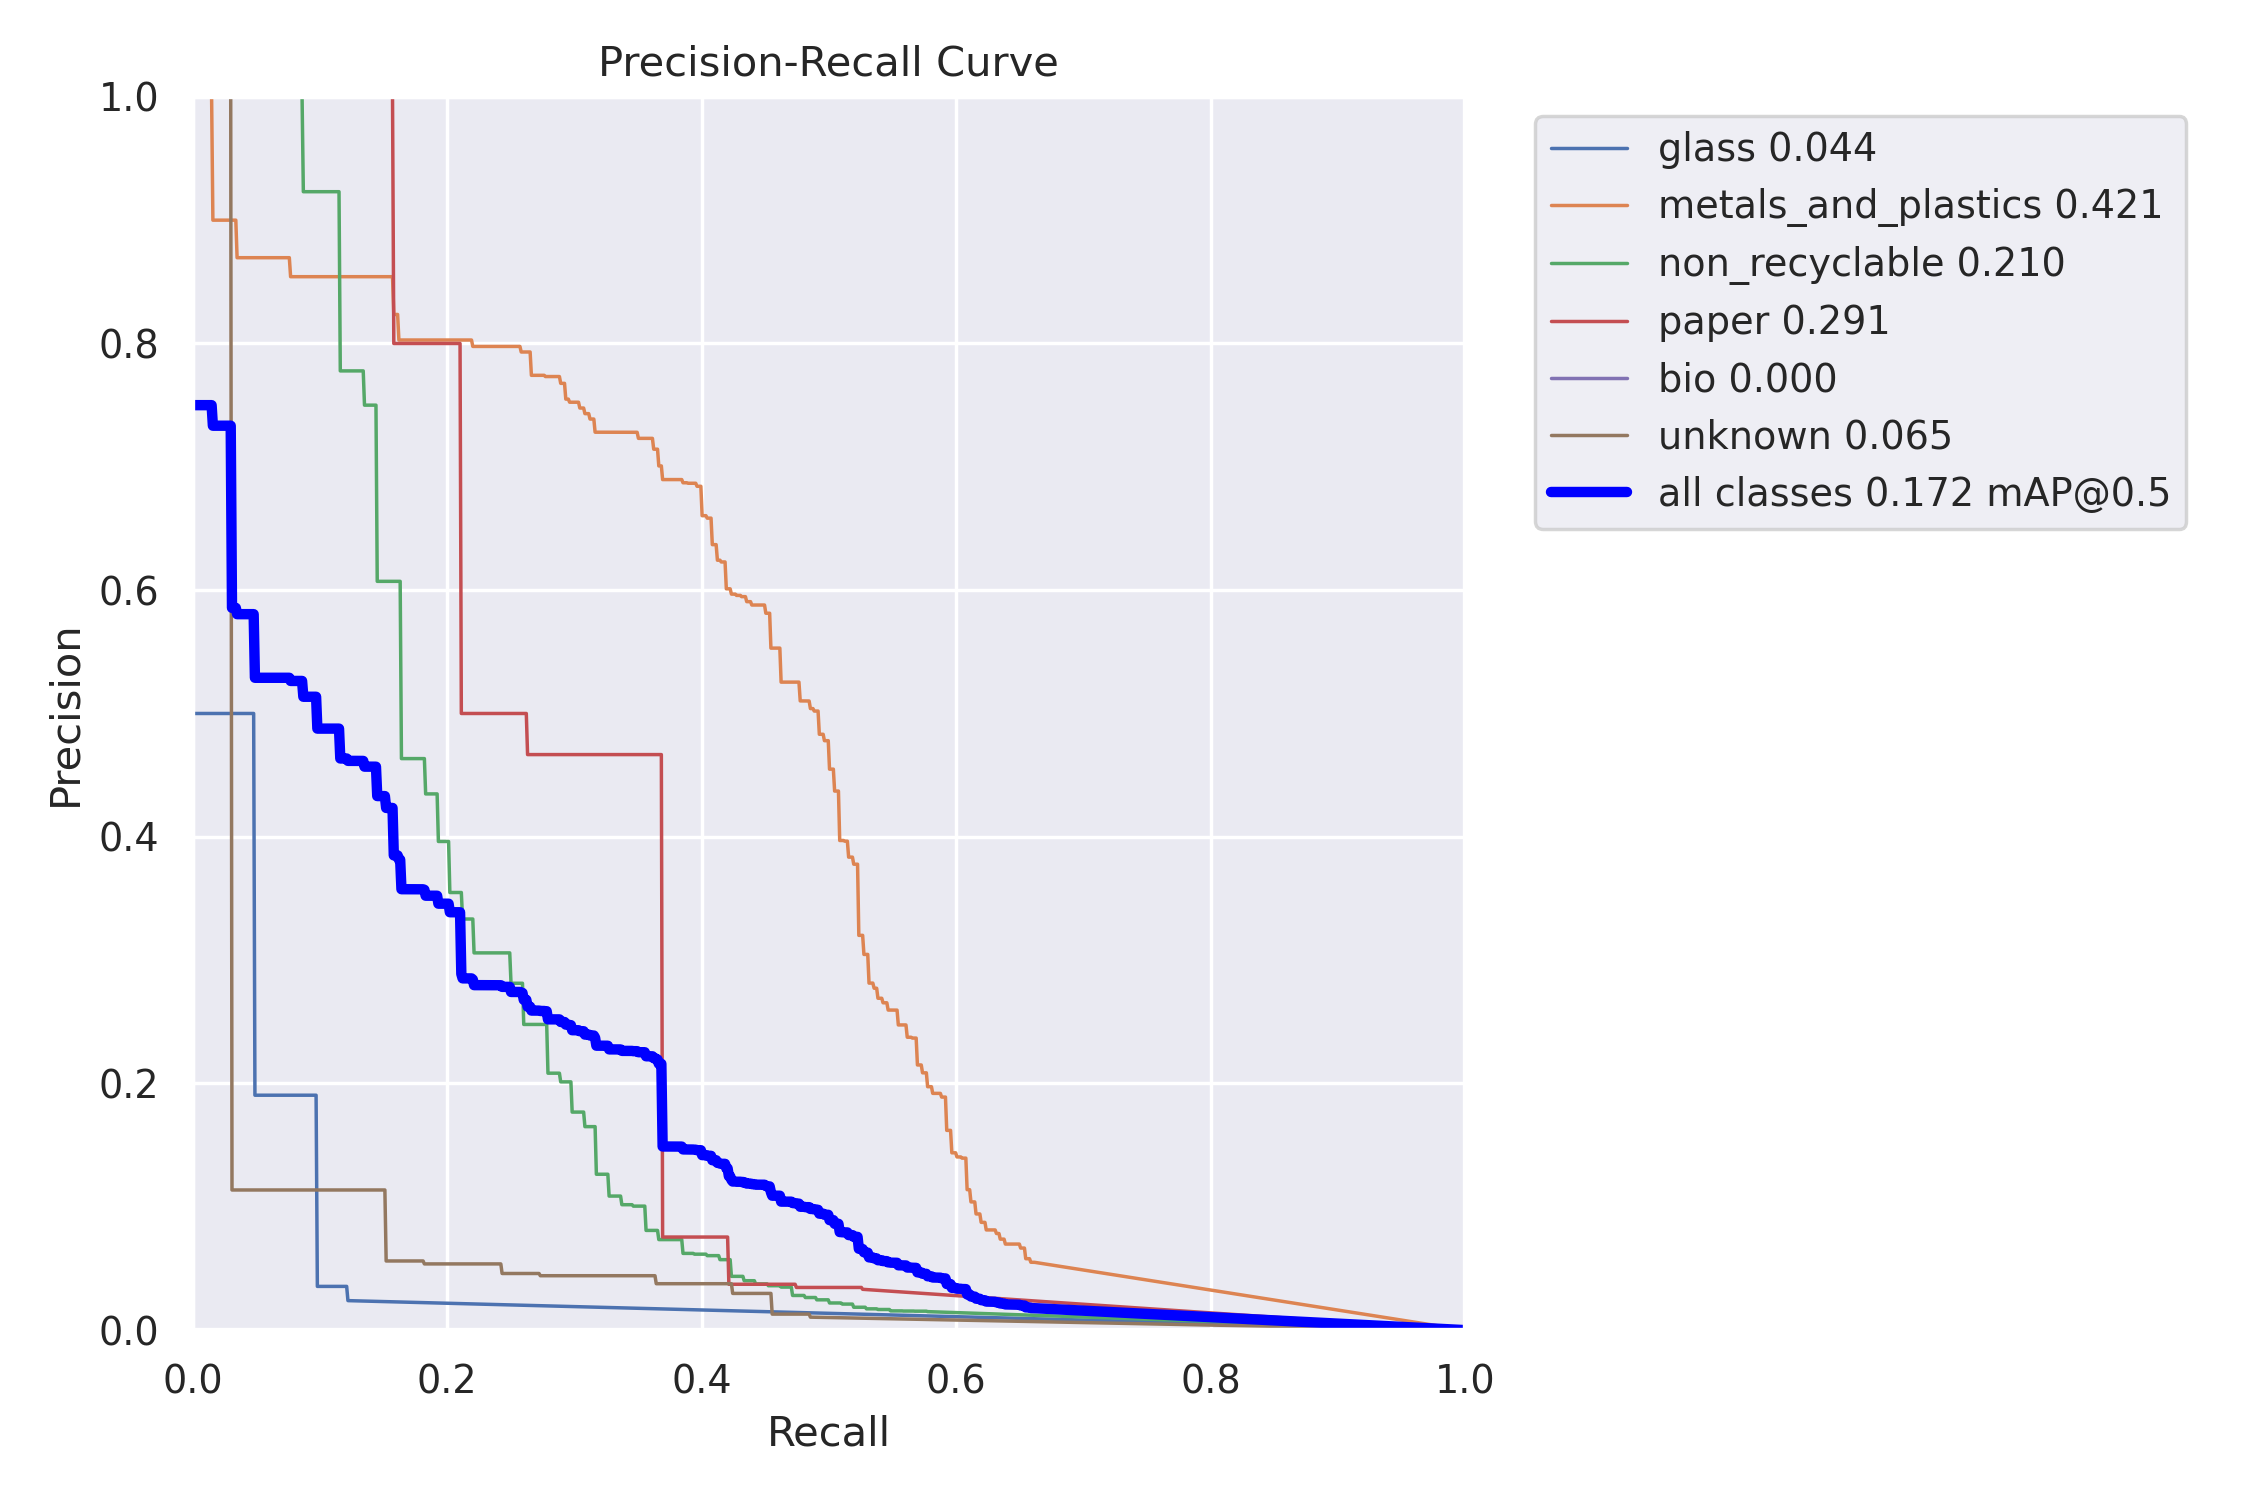 Precision-Recall Curve
1.0
0.8
0.6
0.4
0.2
0.0
Precision
0.0 0.2 0.4 0.6 0.8 1.0
Recall
glass 0.044
metals_and_plastics 0.421
non_recyclable 0.210
paper 0.291
bio 0.000
unknown 0.065
all classes 0.172 mAP@0.5